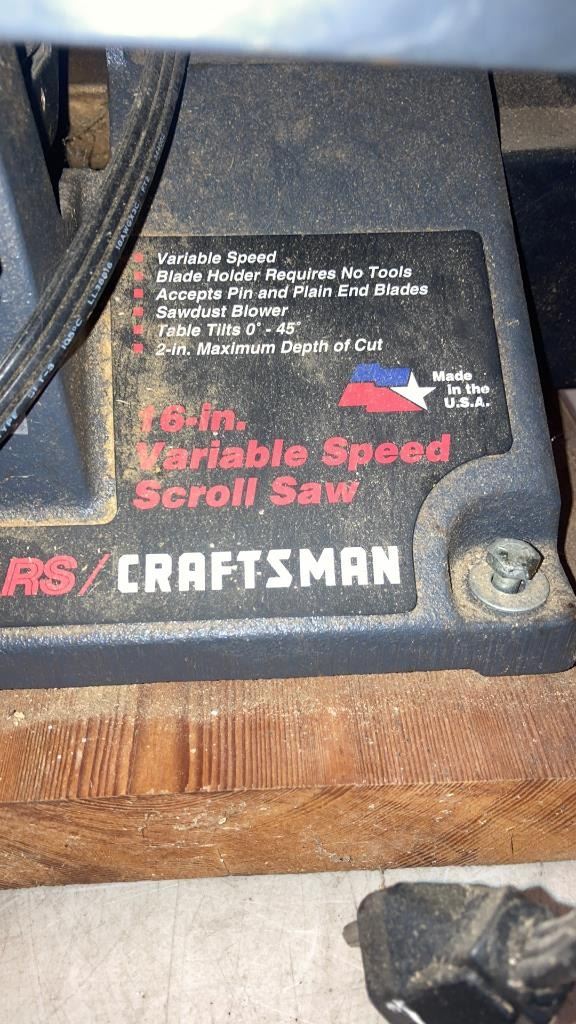 Variable Speed
Blade Holder Requires No Tools
Accepts Pin and Plain End Blades
Sawdust Blower
Table Tilts 0° - 45°
2-in. Maximum Depth of Cut
Made
in the
U.S.A.
16-in.
Variable Speed
Scroll Saw
RS/CRAFTSMAN